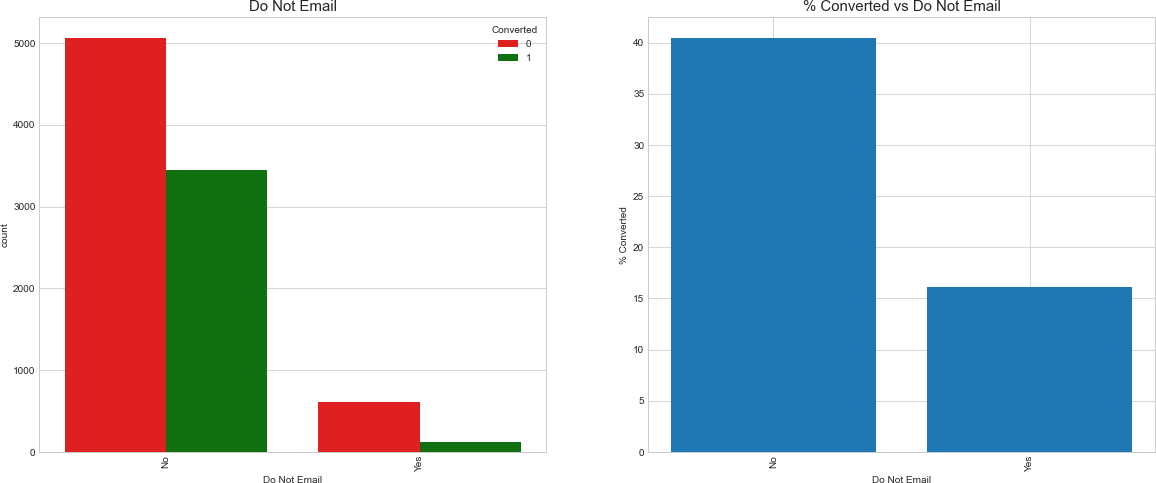 Do Not Email
Converted
0
1
5000
4000
3000
2000
1000
0
count
No
Yes
Do Not Email
% Converted vs Do Not Email
40
35
30
25
20
15
10
5
0
% Converted
No
Yes
Do Not Email